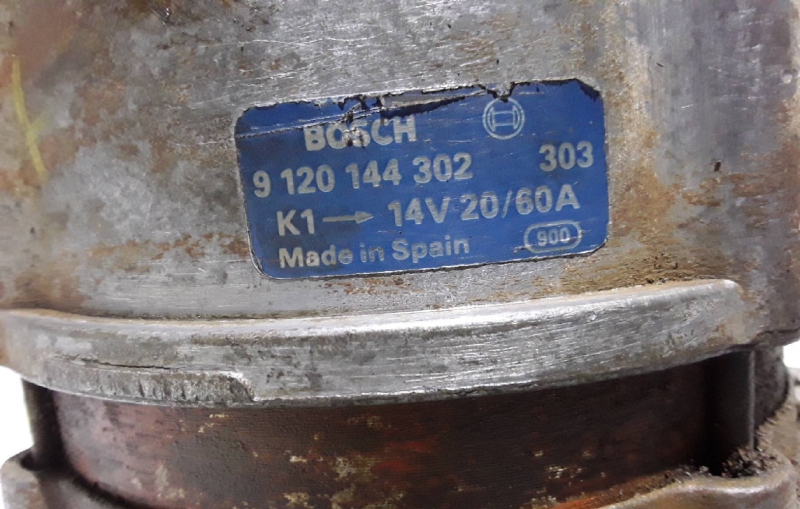 BOSCH
9 120 144 302 303
K1→ 14V 20/60A
Made in Spain 900